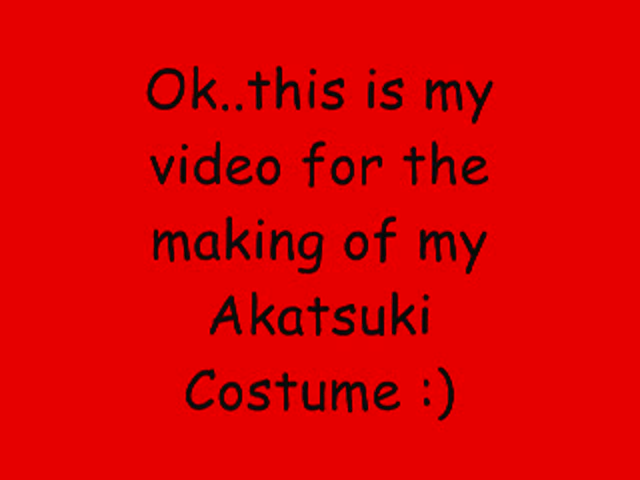 Ok..this is my
video for the
making of my
Akatsuki
Costume :)